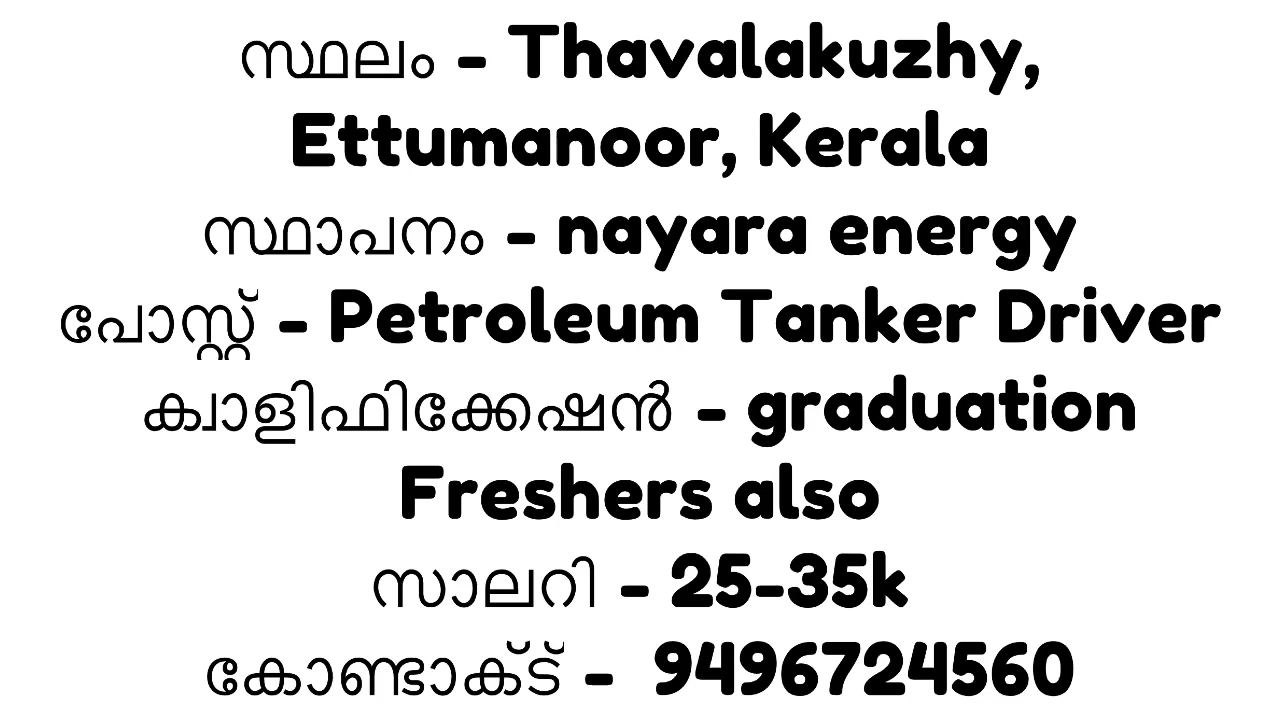 സ്ഥലം - Thavalakuzhy,
Ettumanoor, Kerala
സ്ഥാപനം - nayara energy
പോസ്റ്റ് - Petroleum Tanker Driver
ക്വാളിഫിക്കേഷൻ - graduation
Freshers also
സാലറി - 25-35k
കോണ്ടാക്ട് - 9496724560